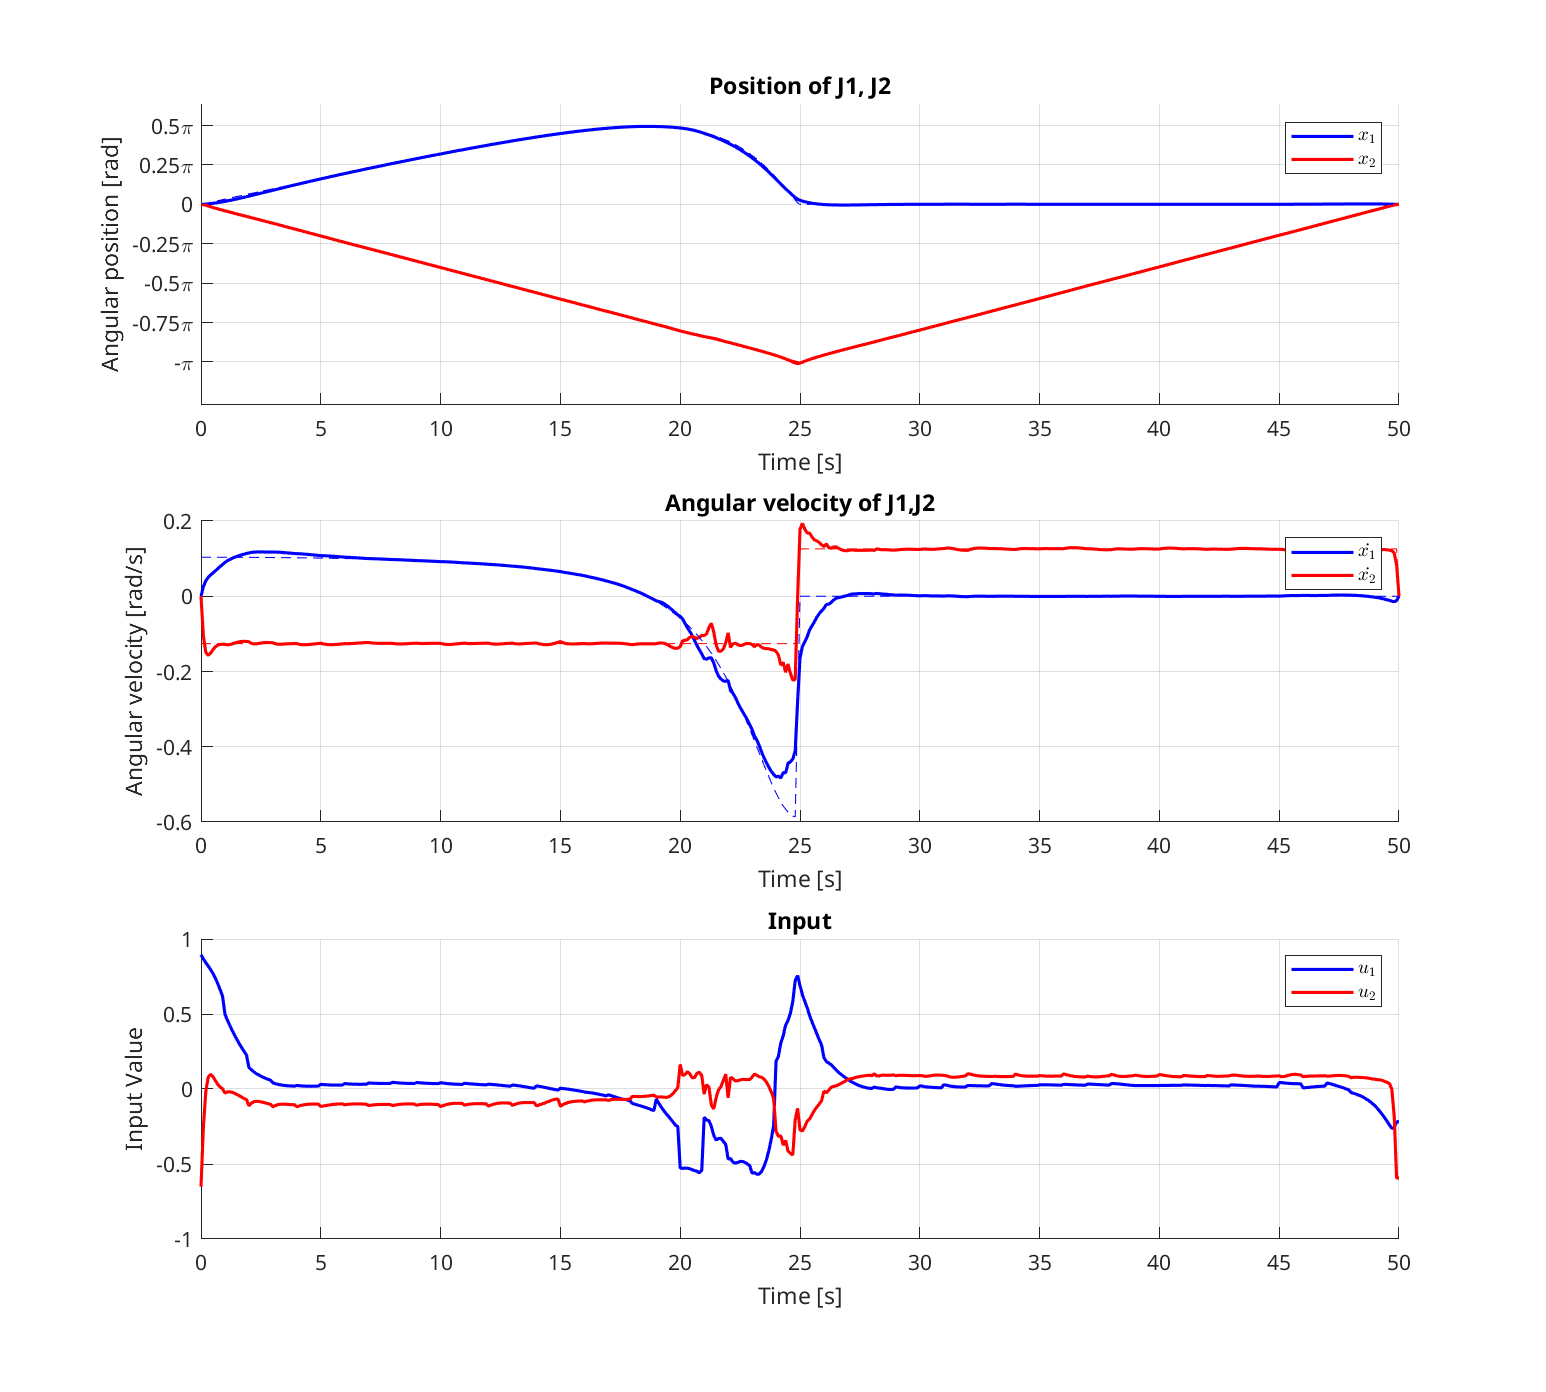 Position of J1, J2
Angular position [rad]
0.5π
0.25π
0
-0.25π
-0.5π
-0.75π
-π
x₁
x₂
0 5 10 15 20 25 30 35 40 45 50
Time [s]
Angular velocity of J1,J2
Angular velocity [rad/s]
0.2
0
-0.2
-0.4
-0.6
ẋ₁
ẋ₂
0 5 10 15 20 25 30 35 40 45 50
Time [s]
Input
Input Value
1
0.5
0
-0.5
-1
u₁
u₂
0 5 10 15 20 25 30 35 40 45 50
Time [s]